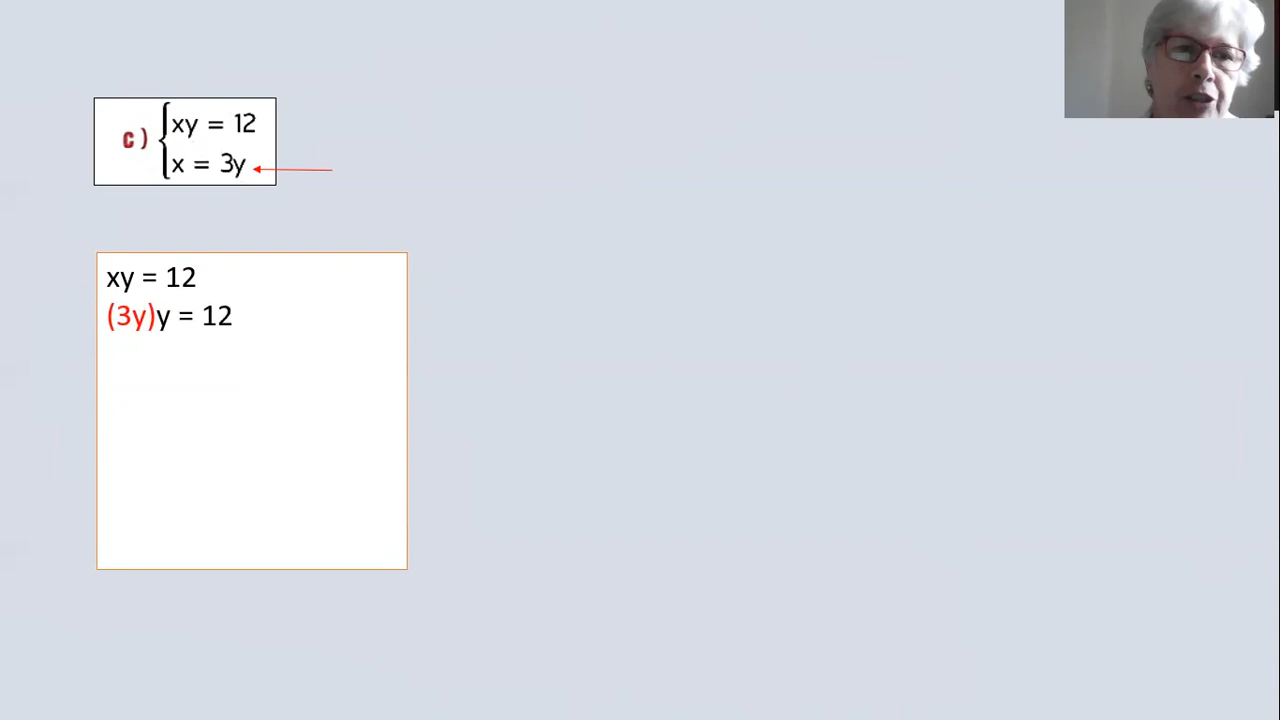 c) xy = 12
x = 3y
xy = 12
(3y)y = 12